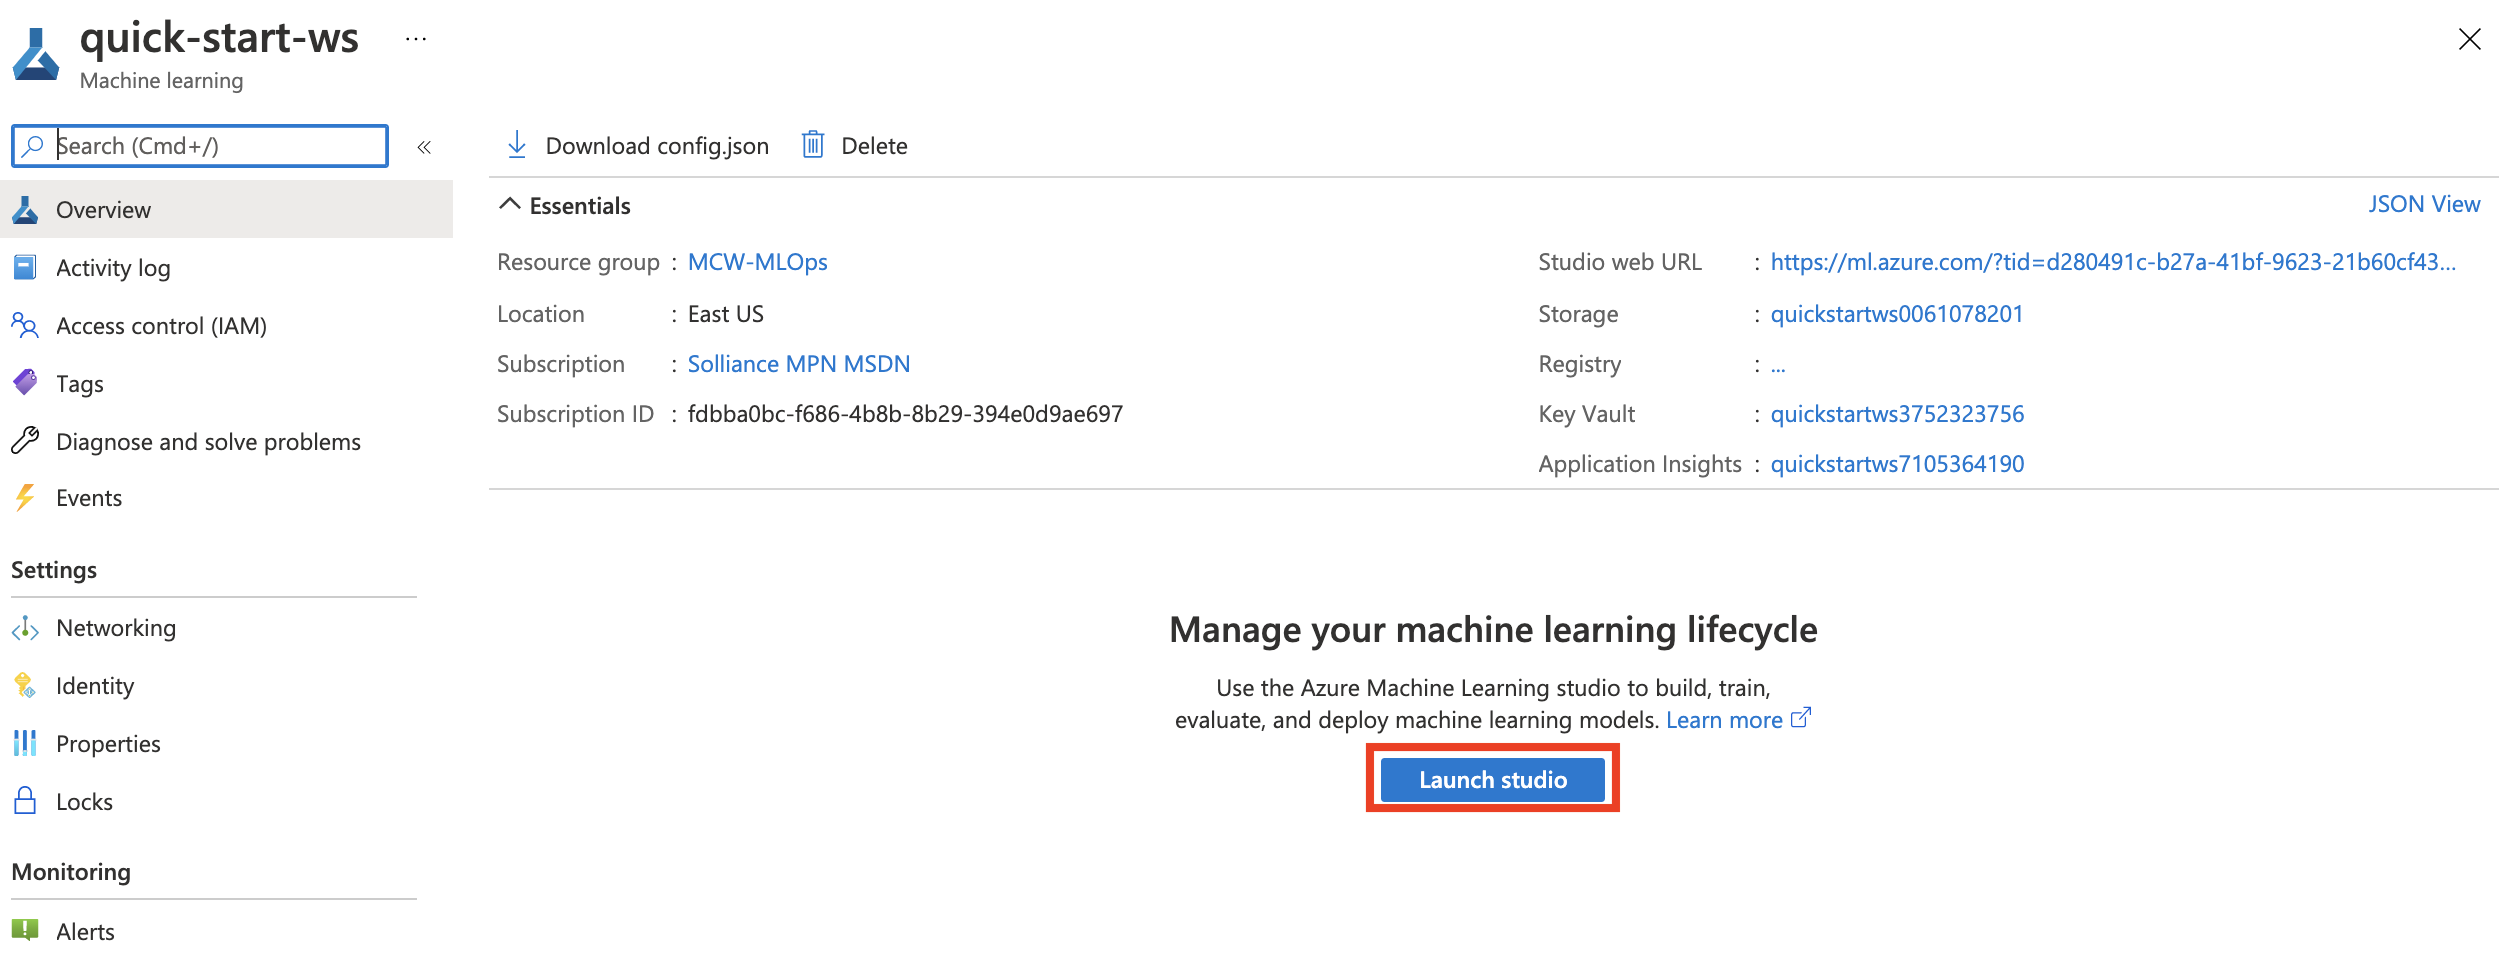 quick-start-ws ...
Machine learning
Search (Cmd+/)
«
Overview
Activity log
Access control (IAM)
Tags
Diagnose and solve problems
Events
Settings
Networking
Identity
Properties
Locks
Monitoring
Alerts
Download config.json Delete
Essentials JSON View
Resource group : MCW-MLOps
Location : East US
Subscription : Solliance MPN MSDN
Subscription ID : fdbba0bc-f686-4b8b-8b29-394e0d9ae697
Studio web URL : https://ml.azure.com/?tid=d280491c-b27a-41bf-9623-21b60cf43...
Storage : quickstartws0061078201
Registry : ...
Key Vault : quickstartws3752323756
Application Insights : quickstartws7105364190
Manage your machine learning lifecycle
Use the Azure Machine Learning studio to build, train,
evaluate, and deploy machine learning models. Learn more
Launch studio